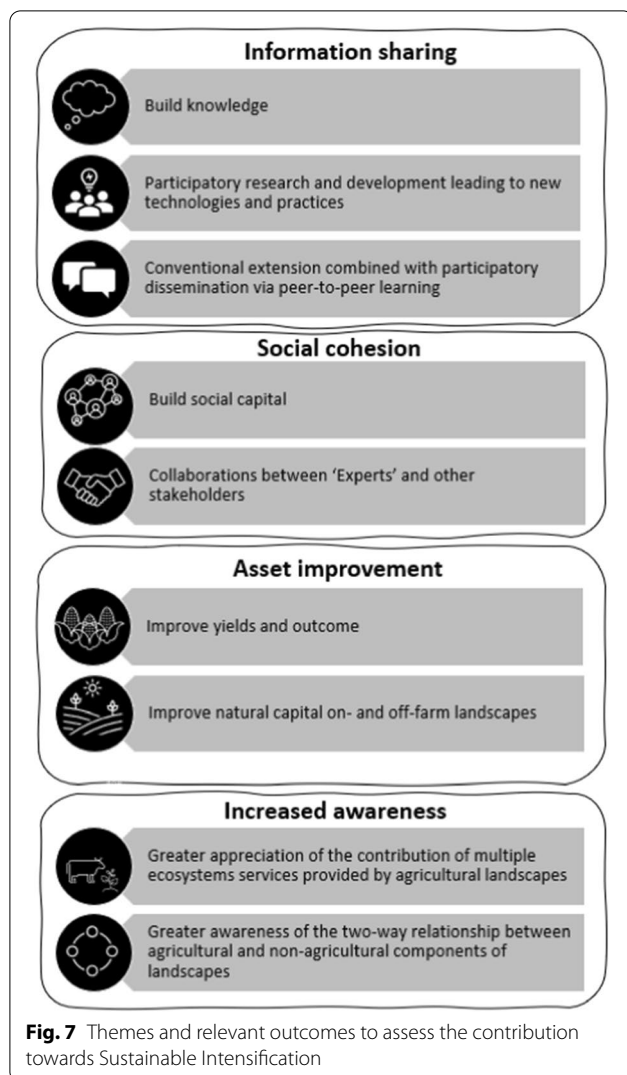 Information sharing
Build knowledge
Participatory research and development leading to new
technologies and practices
Conventional extension combined with participatory
dissemination via peer-to-peer learning
Social cohesion
Build social capital
Collaborations between ‘Experts’ and other
stakeholders
Asset improvement
Improve yields and outcome
Improve natural capital on- and off-farm landscapes
Increased awareness
Greater appreciation of the contribution of multiple
ecosystems services provided by agricultural landscapes
Greater awareness of the two-way relationship between
agricultural and non-agricultural components of
landscapes
Fig. 7 Themes and relevant outcomes to assess the contribution
towards Sustainable Intensification